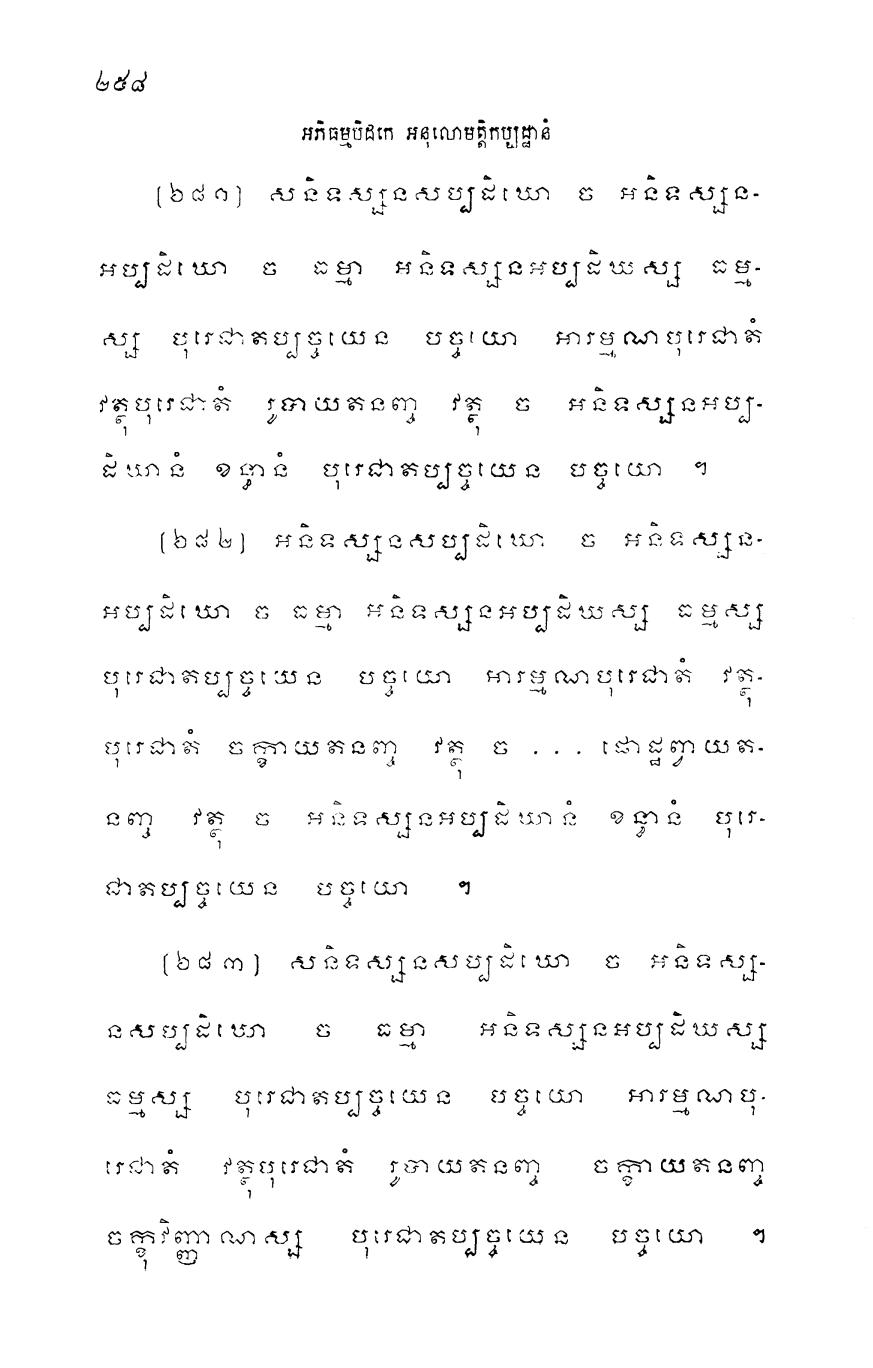 ២៥៨
អភិធម្មបិដកេ អនុលោមត្តិកប្បដ្ឋានំ
[៦៨១] សនិទស្សនសប្បដិឃោ ច អនិទស្សន-
អប្បដិឃោ ច ធម្មា អនិទស្សនអប្បដិឃស្ស ធម្ម-
ស្ស បុរេជាតប្បច្ចយេន បច្ចយោ អារម្មណបុរេជាតំ
វត្ថុបុរេជាតំ រូបាយតនញ្ច វត្ថុ ច អនិទស្សនអប្ប-
ដិឃានំ ខន្ធានំ បុរេជាតប្បច្ចយេន បច្ចយោ ។
[៦៨២] អនិទស្សនសប្បដិឃោ ច អនិទស្សន-
អប្បដិឃោ ច ធម្មា អនិទស្សនអប្បដិឃស្ស ធម្មស្ស
បុរេជាតប្បច្ចយេន បច្ចយោ អារម្មណបុរេជាតំ វត្ថុ-
បុរេជាតំ ចក្ខាយតនញ្ច វត្ថុ ច ... ផោដ្ឋព្វាយត-
នញ្ច វត្ថុ ច អនិទស្សនអប្បដិឃានំ ខន្ធានំ បុរេ-
ជាតប្បច្ចយេន បច្ចយោ ។
[៦៨៣] សនិទស្សនសប្បដិឃោ ច អនិទស្ស-
នសប្បដិឃោ ច ធម្មា អនិទស្សនអប្បដិឃស្ស
ធម្មស្ស បុរេជាតប្បច្ចយេន បច្ចយោ អារម្មណបុ-
រេជាតំ វត្ថុបុរេជាតំ រូបាយតនញ្ច ចក្ខាយតនញ្ច
ចក្ខុវិញ្ញាណស្ស បុរេជាតប្បច្ចយេន បច្ចយោ ។